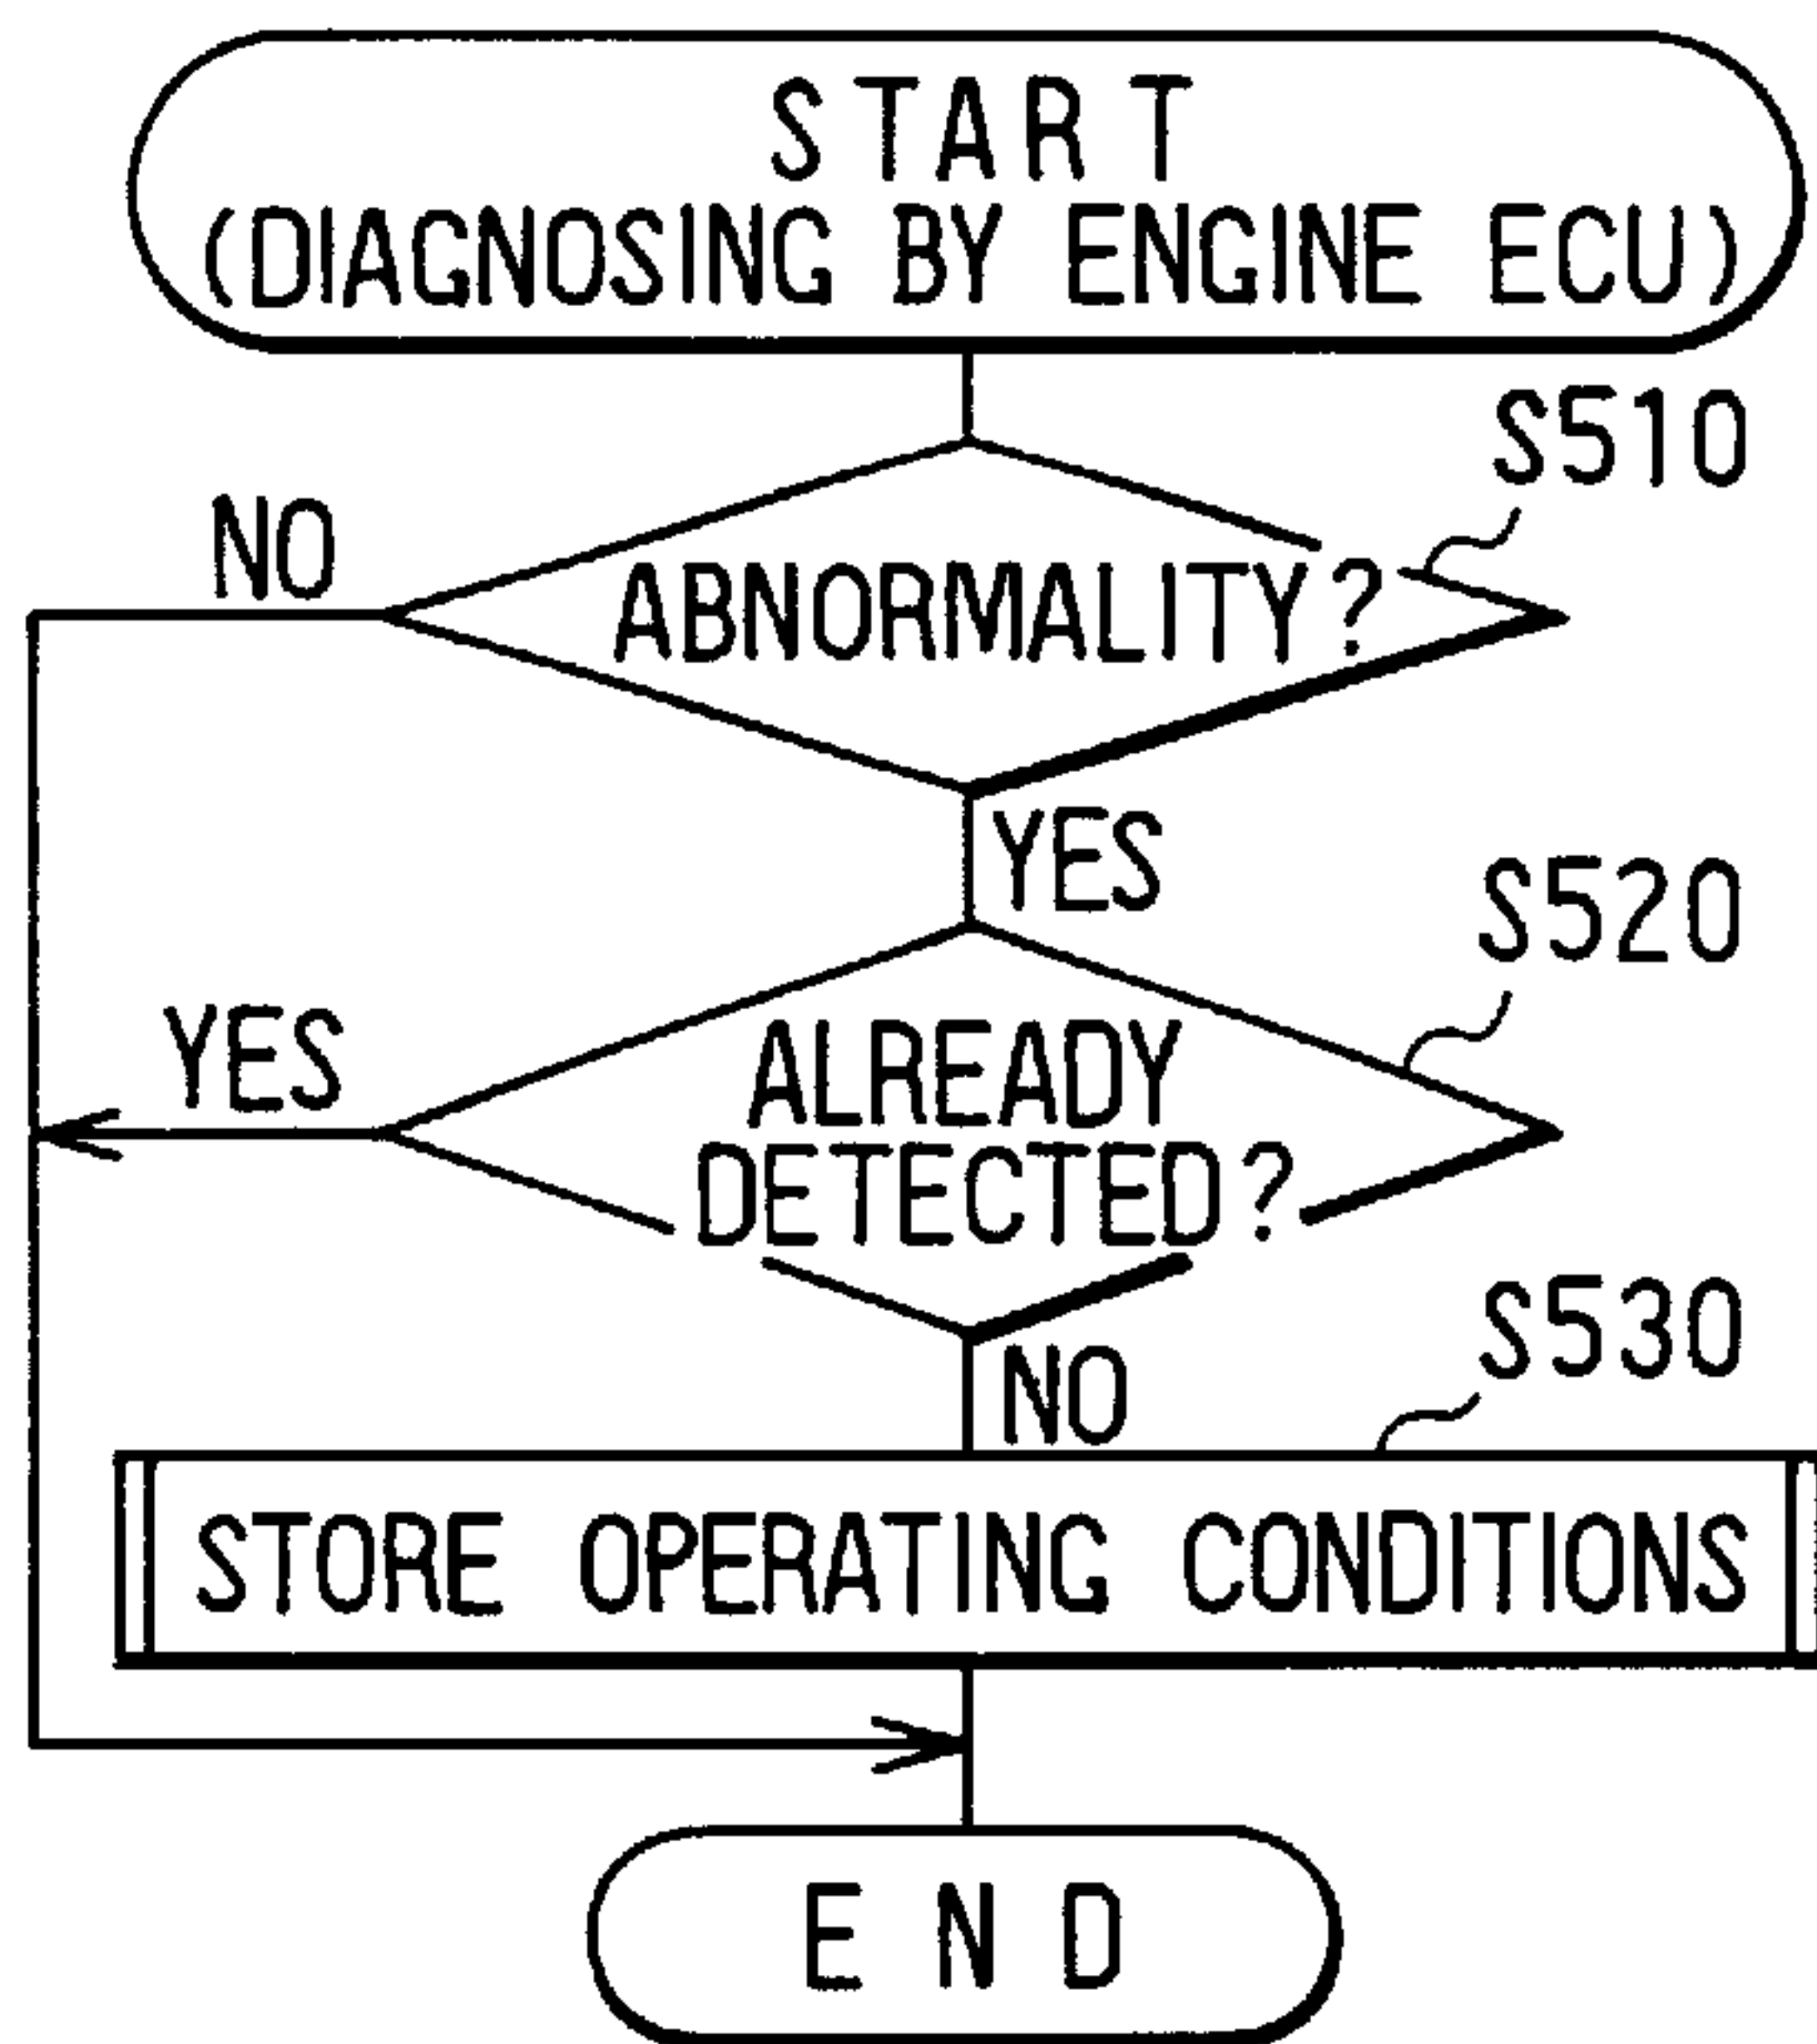 START
(DIAGNOSING BY ENGINE ECU)
S510
NO
ABNORMALITY?
YES
S520
YES
ALREADY
DETECTED?
S530
NO
STORE OPERATING CONDITIONS
END